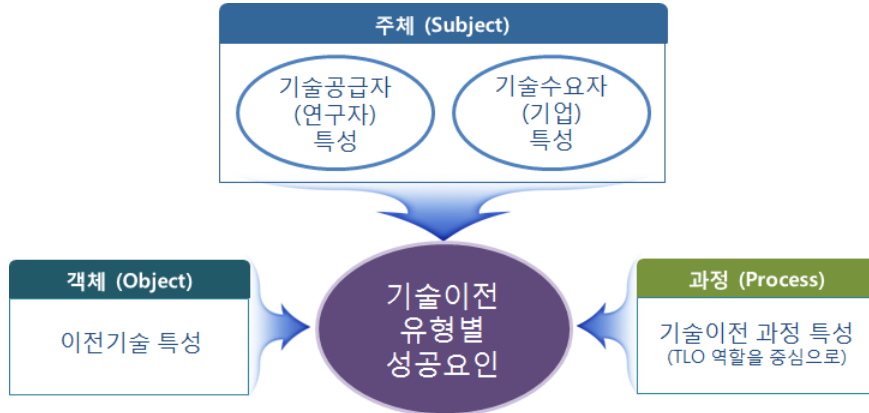 주체 (Subject)
기술공급자
(연구자)
특성
기술수요자
(기업)
특성
객체 (Object)
이전기술 특성
기술이전
유형별
성공요인
과정 (Process)
기술이전 과정 특성
(TLO 역할을 중심으로)